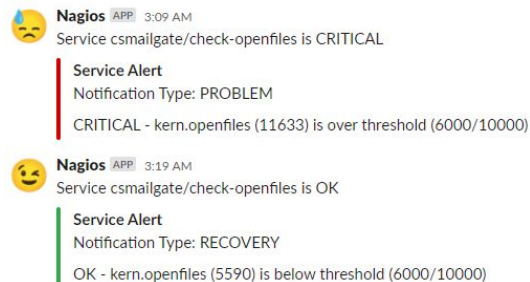 Nagios APP 3:09 AM
Service csmailgate/check-openfiles is CRITICAL
Service Alert
Notification Type: PROBLEM
CRITICAL - kern.openfiles (11633) is over threshold (6000/10000)
Nagios APP 3:19 AM
Service csmailgate/check-openfiles is OK
Service Alert
Notification Type: RECOVERY
OK - kern.openfiles (5590) is below threshold (6000/10000)